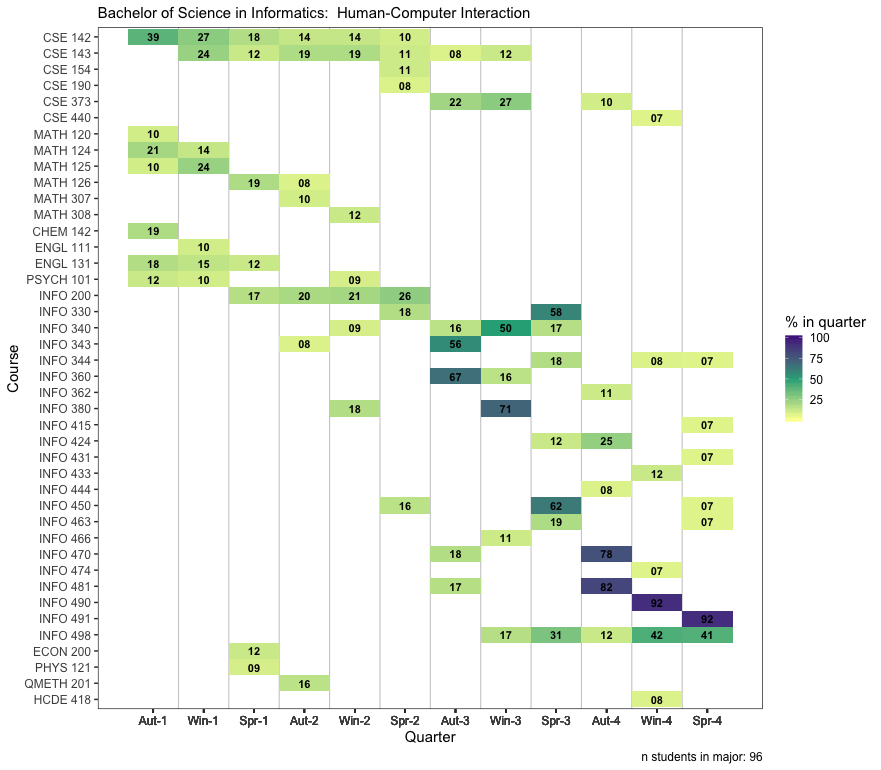 Bachelor of Science in Informatics:  Human-Computer Interaction
CSE 142 39 27 18 14 14 10
CSE 143 24 12 19 19 11 08 12
CSE 154 11
CSE 190 08
CSE 373 22 27 10
CSE 440 07
MATH 120 10
MATH 124 21 14
MATH 125 10 24
MATH 126 19 08
MATH 307 10
MATH 308 12
CHEM 142 19
ENGL 111 10
ENGL 131 18 15 12
PSYCH 101 12 10 09
INFO 200 17 20 21 26
INFO 330 18 58
INFO 340 09 16 50 17
INFO 343 08 56
INFO 344 18 08 07
INFO 360 67 16
INFO 362 11
INFO 380 18 71
INFO 415 07
INFO 424 12 25
INFO 431 07
INFO 433 12
INFO 444 08
INFO 450 16 62 07
INFO 463 19 07
INFO 466 11
INFO 470 18 78
INFO 474 07
INFO 481 17 82
INFO 490 92
INFO 491 92
INFO 498 17 31 12 42 41
ECON 200 12
PHYS 121 09
QMETH 201 16
HCDE 418 08
Course
Aut-1 Win-1 Spr-1 Aut-2 Win-2 Spr-2 Aut-3 Win-3 Spr-3 Aut-4 Win-4 Spr-4
Quarter
% in quarter
100
75
50
25
n students in major: 96